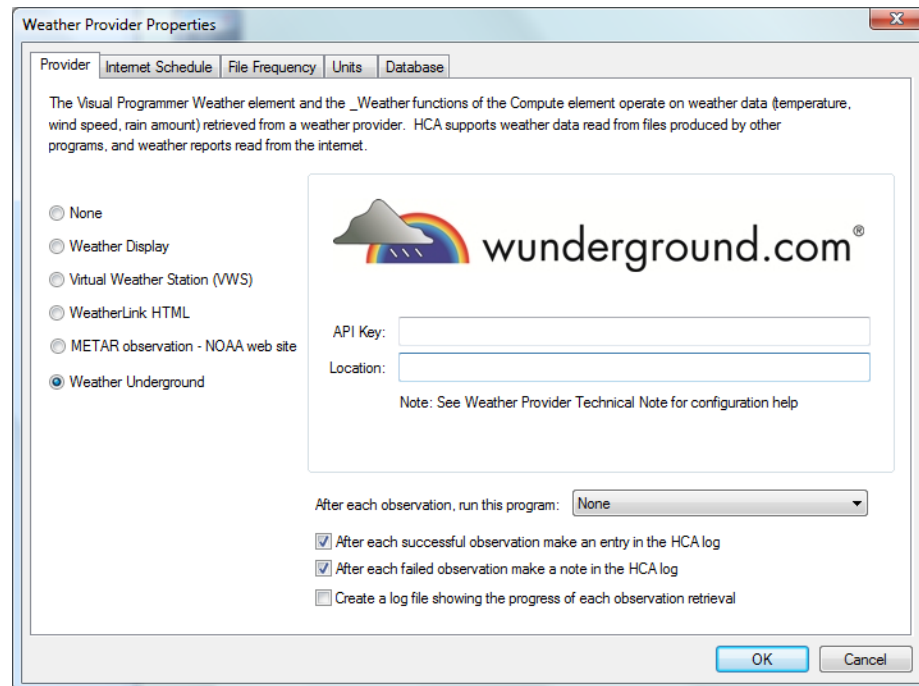 Weather Provider Properties
Provider Internet Schedule File Frequency Units Database
The Visual Programmer Weather element and the _Weather functions of the Compute element operate on weather data (temperature,
wind speed, rain amount) retrieved from a weather provider. HCA supports weather data read from files produced by other
programs, and weather reports read from the internet.
None
Weather Display
Virtual Weather Station (VWS)
WeatherLink HTML
METAR observation - NOAA web site
Weather Underground
wunderground.com®
API Key:
Location:
Note: See Weather Provider Technical Note for configuration help
After each observation, run this program: None
After each successful observation make an entry in the HCA log
After each failed observation make a note in the HCA log
Create a log file showing the progress of each observation retrieval
OK Cancel